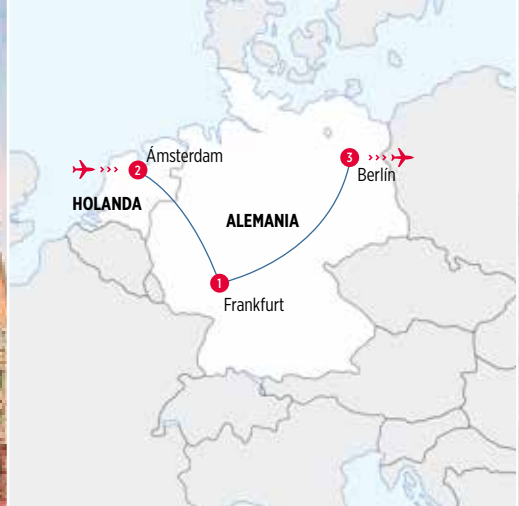 Ámsterdam
2
HOLANDA
3
Berlín
ALEMANIA
1
Frankfurt